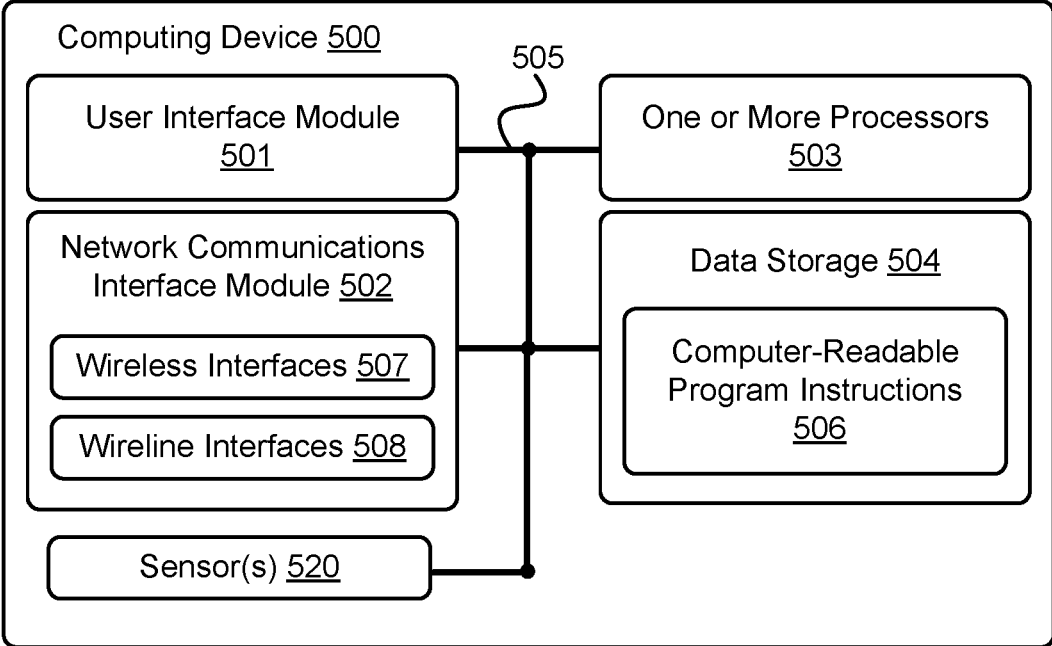 Computing Device 500
505
User Interface Module
501
One or More Processors
503
Network Communications
Interface Module 502
Wireless Interfaces 507
Wireline Interfaces 508
Data Storage 504
Computer-Readable
Program Instructions
506
Sensor(s) 520